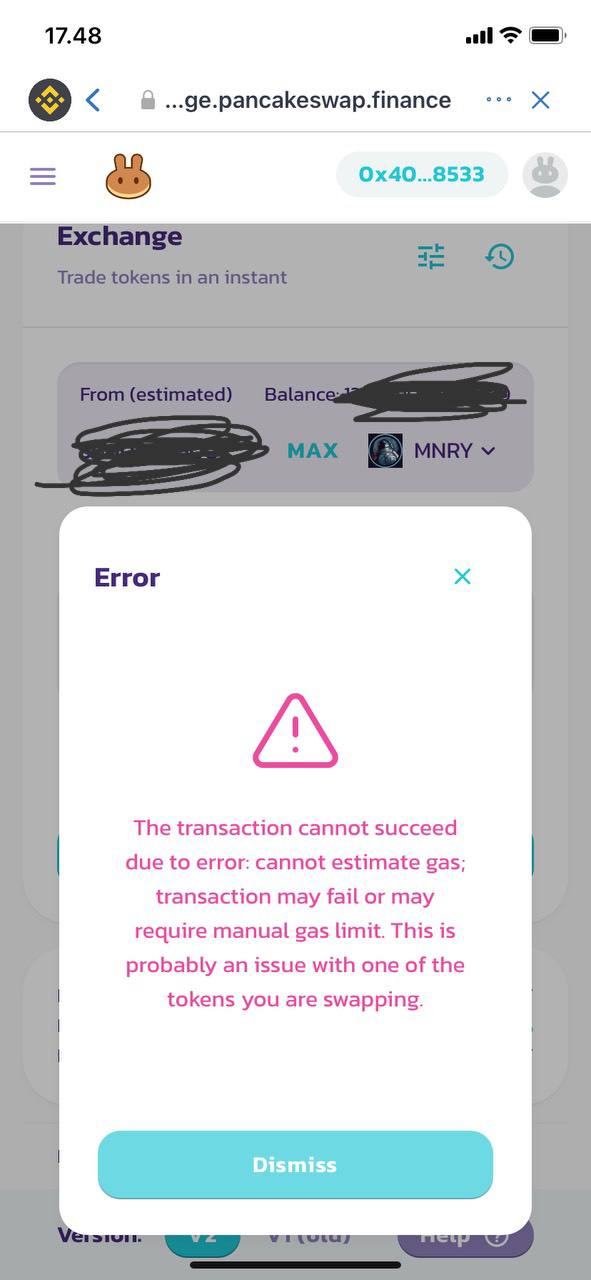 17.48
...ge.pancakeswap.finance
0x40...8533
Exchange
Trade tokens in an instant
From (estimated) Balance:
MAX MNRY
Error
The transaction cannot succeed
due to error: cannot estimate gas;
transaction may fail or may
require manual gas limit. This is
probably an issue with one of the
tokens you are swapping.
Dismiss
Version: V2 V1 (old) Help ?